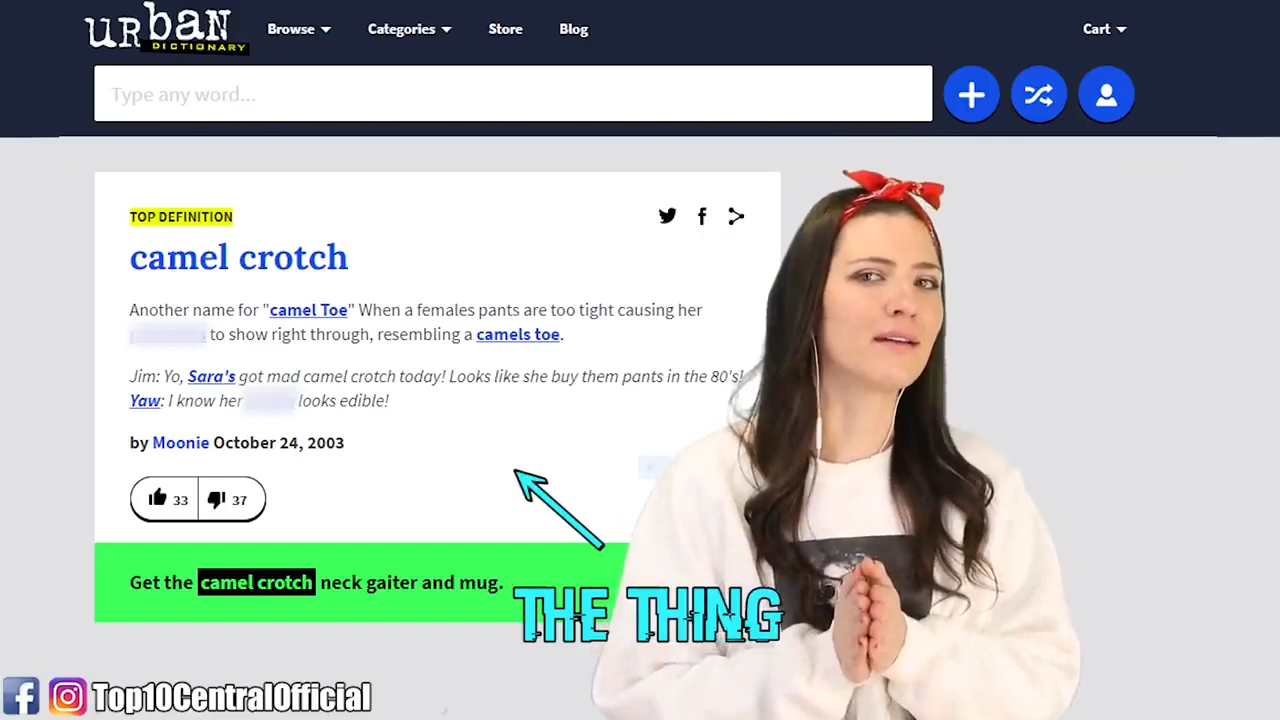 urban
DICTIONARY
Browse
Categories
Store
Blog
Cart
Type any word...
TOP DEFINITION
camel crotch
Another name for "camel Toe" When a females pants are too tight causing her
to show right through, resembling a camels toe.
Jim: Yo, Sara's got mad camel crotch today! Looks like she buy them pants in the 80's!
Yaw: I know her looks edible!
by Moonie October 24, 2003
33 37
Get the camel crotch neck gaiter and mug.
THE THING
Top10CentralOfficial